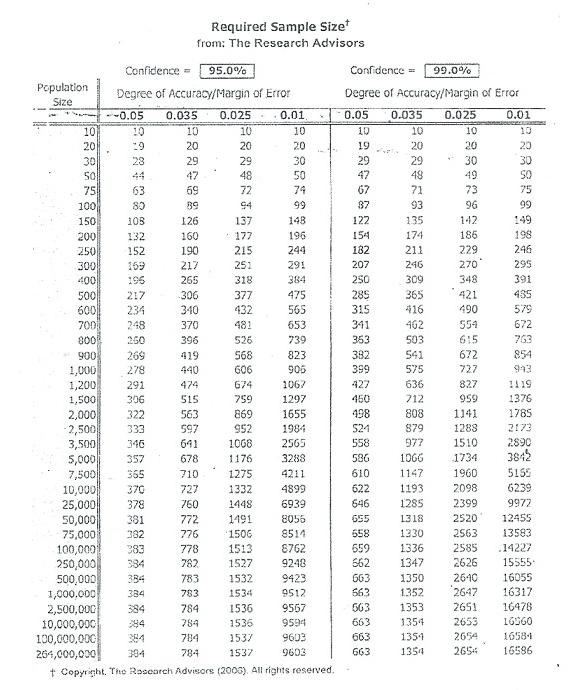 Required Sample Size†
from: The Research Advisors
Confidence = 95.0% Confidence = 99.0%
Population Size Degree of Accuracy/Margin of Error Degree of Accuracy/Margin of Error
0.05 0.035 0.025 0.01 0.05 0.035 0.025 0.01
10 10 10 10 10 10 10 10 10
20 19 20 20 20 19 20 20 20
30 28 29 29 30 29 29 30 30
50 44 47 48 50 47 48 49 50
75 63 69 72 74 67 71 73 75
100 80 89 94 99 87 93 96 99
150 108 126 137 148 122 135 142 149
200 132 160 177 196 154 174 186 198
250 152 190 215 244 182 211 229 246
300 169 217 251 291 207 246 270 295
400 196 265 318 384 250 309 348 391
500 217 306 377 475 285 365 421 485
600 234 340 432 565 315 416 490 579
700 248 370 481 653 341 462 554 672
800 260 396 526 739 363 503 615 763
900 269 419 568 823 382 541 672 854
1,000 278 440 606 906 399 575 727 943
1,200 291 474 674 1067 427 636 827 1119
1,500 306 515 759 1297 460 712 959 1376
2,000 322 563 869 1655 498 808 1141 1785
2,500 333 597 952 1984 524 879 1288 2173
3,500 346 641 1068 2565 558 977 1510 2890
5,000 357 678 1176 3288 586 1066 1734 3842
7,500 365 710 1275 4211 610 1147 1960 5165
10,000 370 727 1332 4899 622 1193 2098 6239
25,000 378 760 1448 6939 646 1285 2399 9972
50,000 381 772 1491 8056 655 1318 2520 12455
75,000 382 776 1506 8514 658 1330 2563 13583
100,000 383 778 1513 8762 659 1336 2585 14227
250,000 384 782 1527 9248 662 1347 2626 15555
500,000 384 783 1532 9423 663 1350 2640 16055
1,000,000 384 783 1534 9512 663 1352 2647 16317
2,500,000 384 784 1536 9567 663 1353 2651 16478
10,000,000 384 784 1536 9594 663 1354 2653 16560
100,000,000 384 784 1537 9603 663 1354 2654 16584
264,000,000 384 784 1537 9603 663 1354 2654 16586
† Copyright, The Research Advisors (2006). All rights reserved.